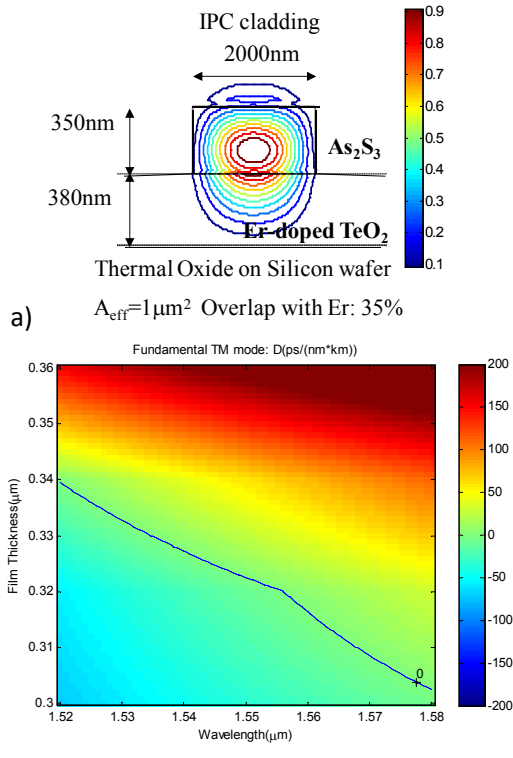 IPC cladding
2000nm
350nm
As₂S₃
380nm
Er-doped TeO₂
Thermal Oxide on Silicon wafer
0.9
0.8
0.7
0.6
0.5
0.4
0.3
0.2
0.1
a)
A_eff=1μm² Overlap with Er: 35%
Fundamental TM mode: D(ps/(nm*km))
Film Thickness(μm)
0.36
0.35
0.34
0.33
0.32
0.31
0.3
0
1.52 1.53 1.54 1.55 1.56 1.57 1.58
Wavelength(μm)
200
150
100
50
0
-50
-100
-150
-200